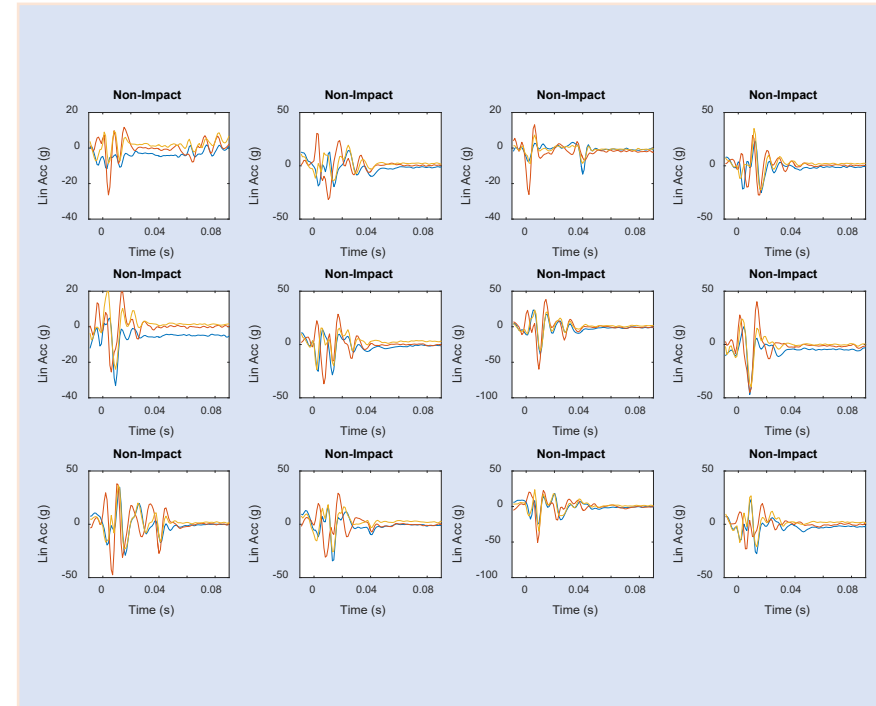 Non-Impact Non-Impact Non-Impact Non-Impact
20 50 20 50
0 0 0 0
-20 -20
-40 -50 -40 -50
Lin Acc (g) Lin Acc (g) Lin Acc (g) Lin Acc (g)
0 0.04 0.08 0 0.04 0.08 0 0.04 0.08 0 0.04 0.08
Time (s) Time (s) Time (s) Time (s)
Non-Impact Non-Impact Non-Impact Non-Impact
20 50 50 50
0 0 0 0
-20 -50
-40 -50 -100 -50
Lin Acc (g) Lin Acc (g) Lin Acc (g) Lin Acc (g)
0 0.04 0.08 0 0.04 0.08 0 0.04 0.08 0 0.04 0.08
Time (s) Time (s) Time (s) Time (s)
Non-Impact Non-Impact Non-Impact Non-Impact
50 50 50 50
0 0 0 0
-50
-50 -50 -100 -50
Lin Acc (g) Lin Acc (g) Lin Acc (g) Lin Acc (g)
0 0.04 0.08 0 0.04 0.08 0 0.04 0.08 0 0.04 0.08
Time (s) Time (s) Time (s) Time (s)